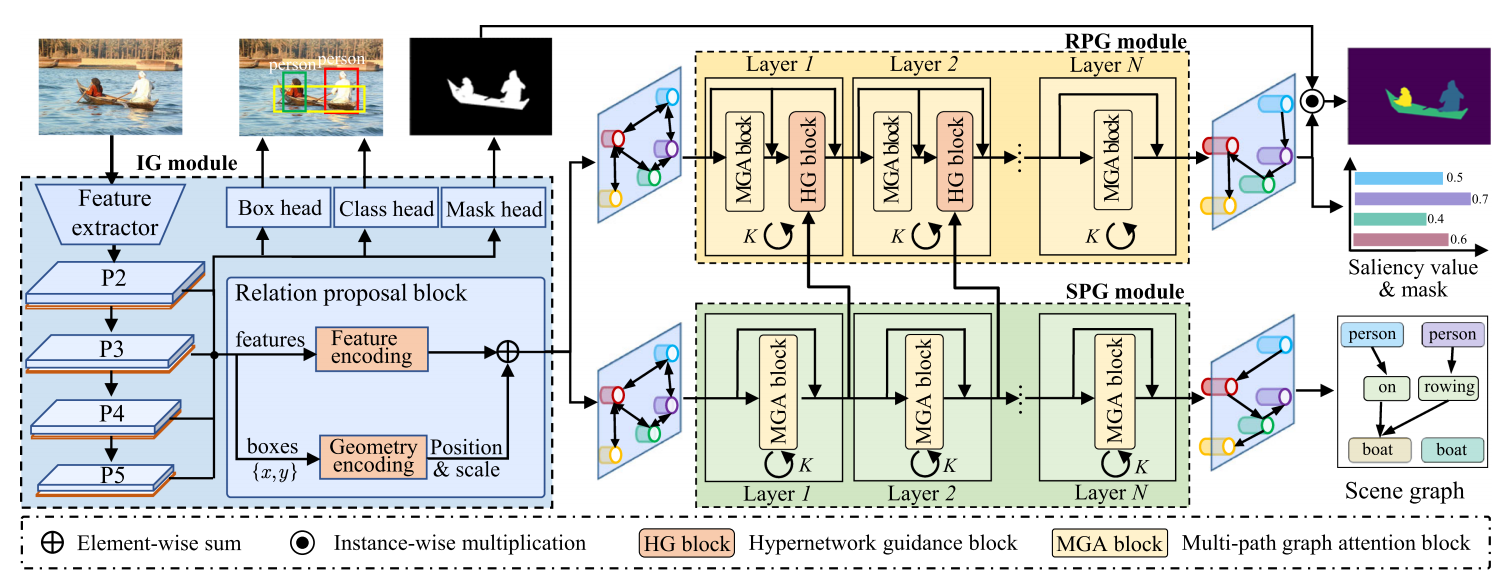 RPG module
Layer 1
Layer 2
Layer N
person
person
IG module
Feature
extractor
Box head
Class head
Mask head
P2
P3
P4
P5
Relation proposal block
features
Feature
encoding
boxes
{x,y}
Geometry
encoding
Position
& scale
MGA block
HG block
K
MGA block
HG block
K
MGA block
K
SPG module
MGA block
K
Layer 1
MGA block
K
Layer 2
MGA block
K
Layer N
0.5
0.7
0.4
0.6
Saliency value
& mask
person
person
on
rowing
boat
boat
Scene graph
Element-wise sum
Instance-wise multiplication
HG block
Hypernetwork guidance block
MGA block
Multi-path graph attention block